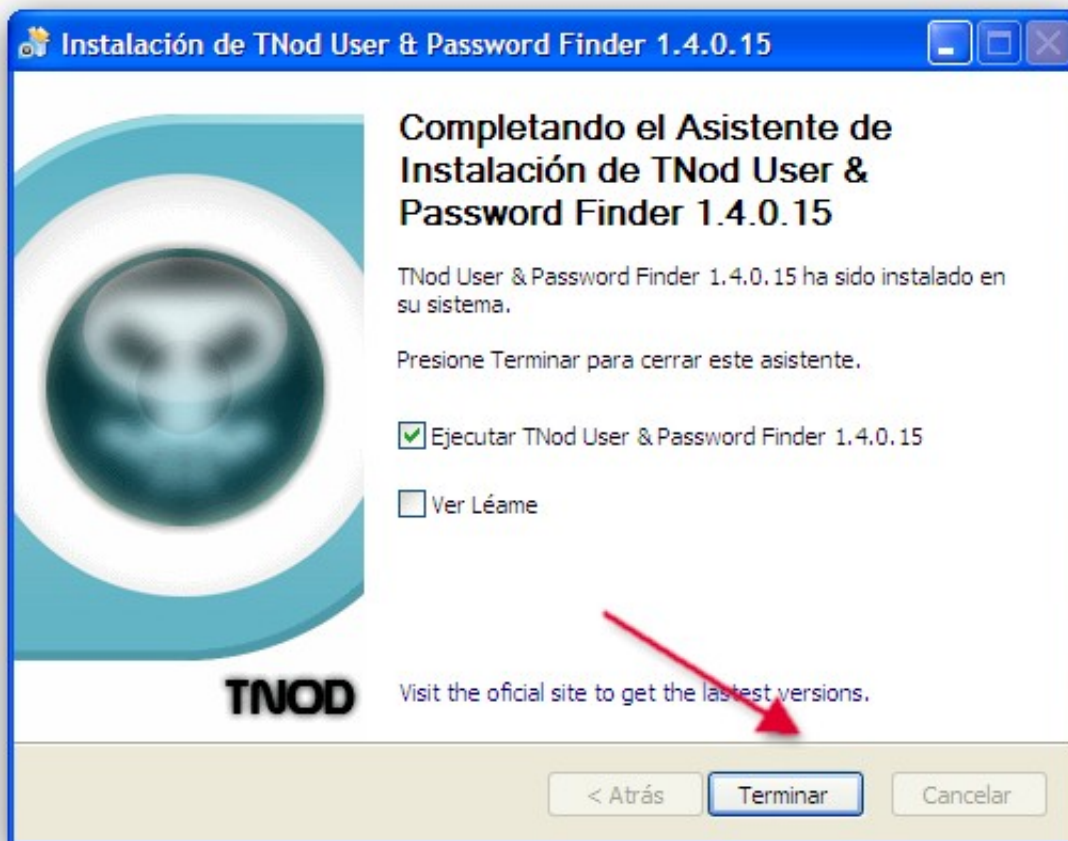 Instalación de TNod User & Password Finder 1.4.0.15
Completando el Asistente de
Instalación de TNod User &
Password Finder 1.4.0.15
TNod User & Password Finder 1.4.0.15 ha sido instalado en
su sistema.
Presione Terminar para cerrar este asistente.
Ejecutar TNod User & Password Finder 1.4.0.15
Ver Léame
TNOD
Visit the oficial site to get the lastest versions.
< Atrás
Terminar
Cancelar